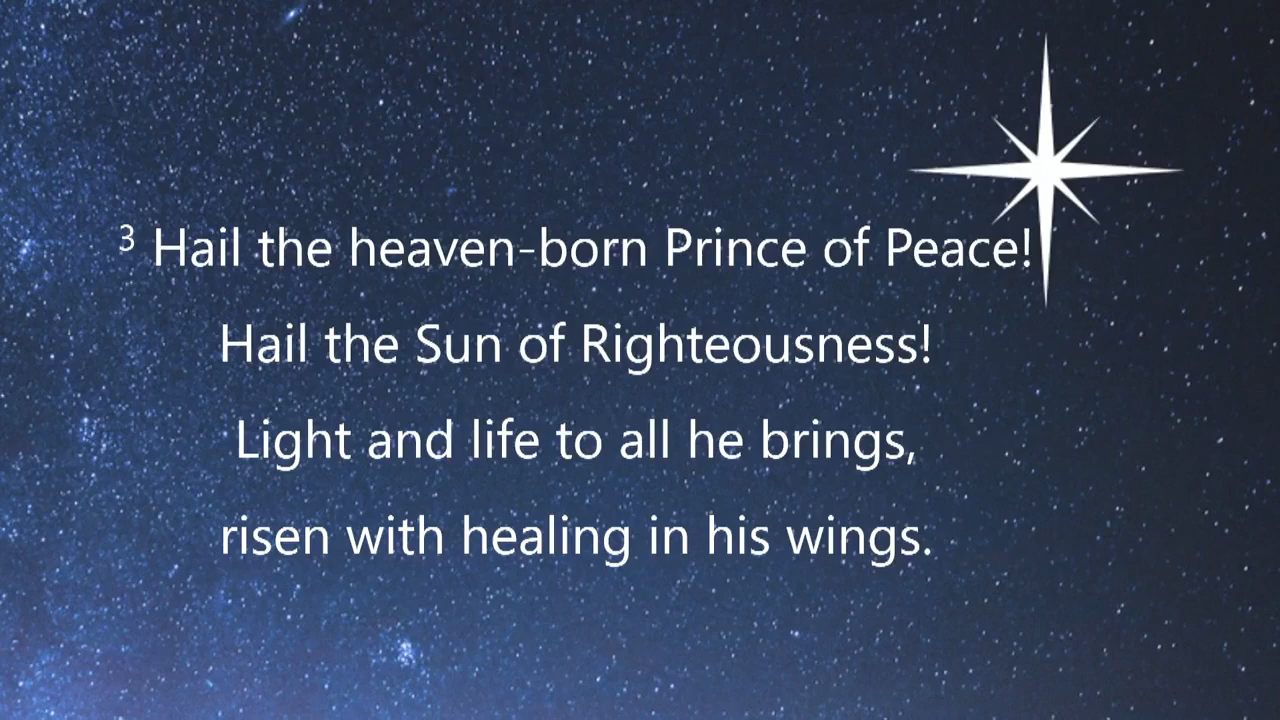 ³ Hail the heaven-born Prince of Peace!
Hail the Sun of Righteousness!
Light and life to all he brings,
risen with healing in his wings.